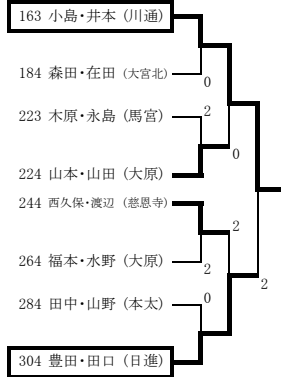 163 小島・井本 (川通)
184 森田・在田 (大宮北)
0
223 木原・永島 (馬宮)
2
0
224 山本・山田 (大原)
244 西久保・渡辺 (慈恩寺)
2
264 福本・水野 (大原)
2
2
284 田中・山野 (本太)
0
304 豊田・田口 (日進)